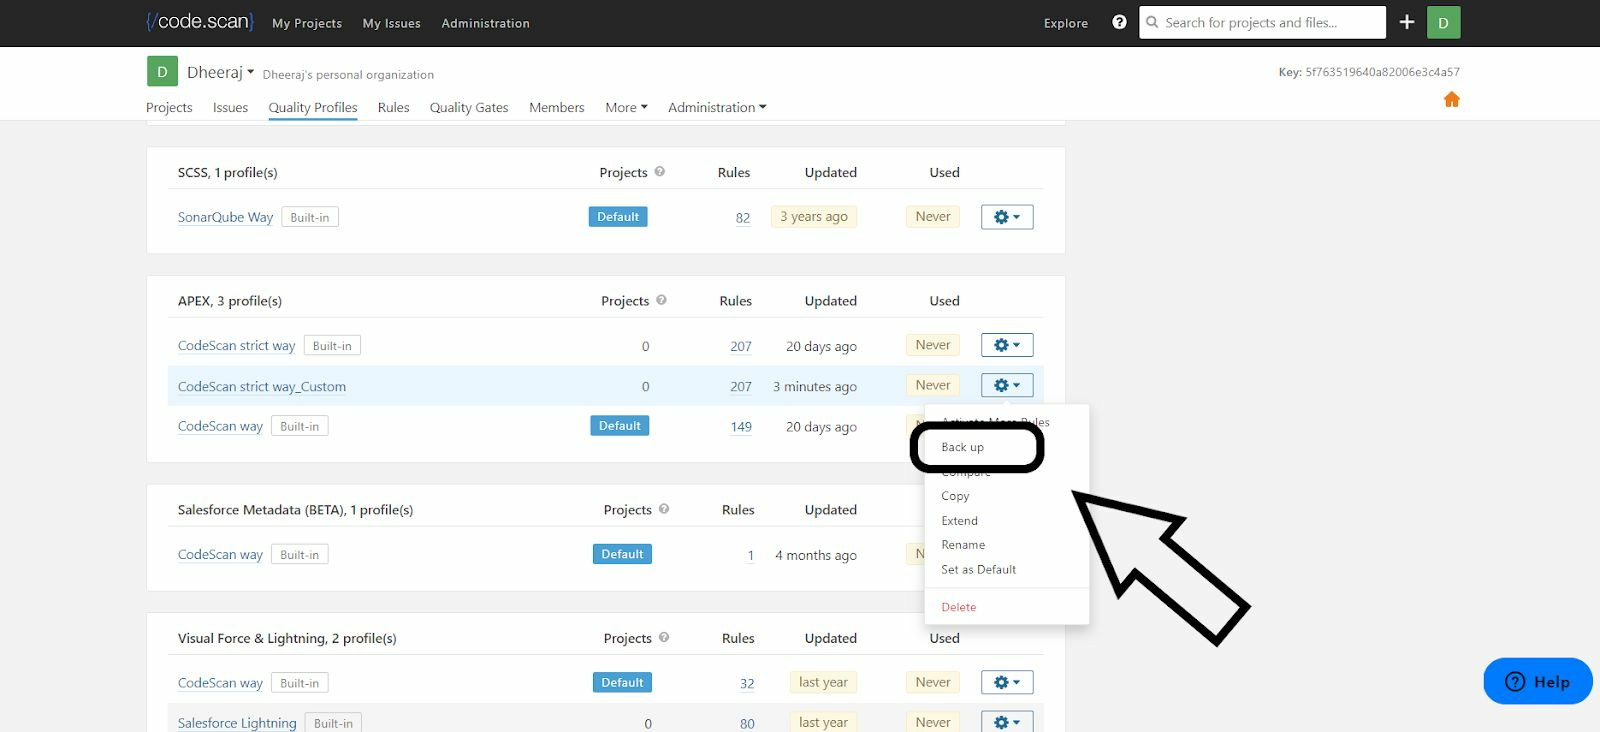 {/code.scan} My Projects My Issues Administration Explore Search for projects and files... + D
D Dheeraj Dheeraj's personal organization Key: 5f763519640a82006e3c4a57
Projects Issues Quality Profiles Rules Quality Gates Members More Administration
SCSS, 1 profile(s) Projects ? Rules Updated Used
SonarQube Way Built-in Default 82 3 years ago Never
APEX, 3 profile(s) Projects ? Rules Updated Used
CodeScan strict way Built-in 0 207 20 days ago Never
CodeScan strict way_Custom 0 207 3 minutes ago Never
CodeScan way Built-in Default 149 20 days ago
Activate More Rules
Back up
Compare
Copy
Extend
Rename
Set as Default
Delete
Salesforce Metadata (BETA), 1 profile(s) Projects ? Rules Updated
CodeScan way Built-in Default 1 4 months ago
Visual Force & Lightning, 2 profile(s) Projects ? Rules Updated Used
CodeScan way Built-in Default 32 last year Never
Salesforce Lightning Built-in 0 80 last year Never
? Help